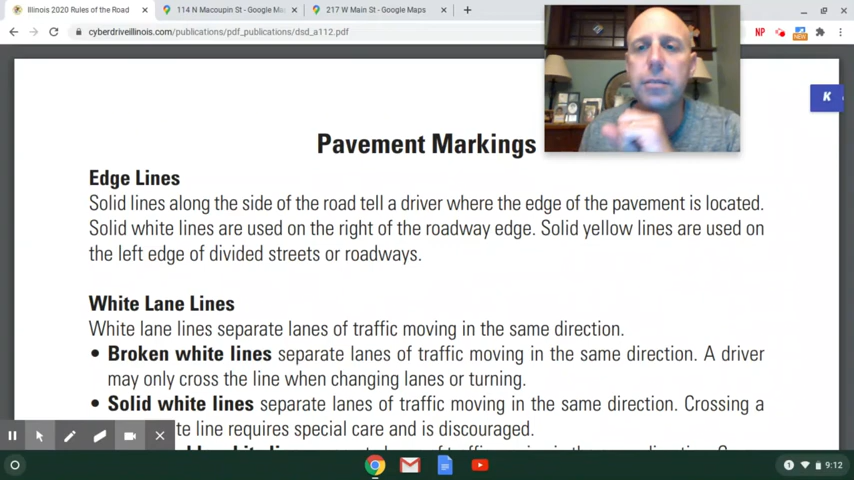 Illinois 2020 Rules of the Road
114 N Macoupin St - Google Ma
217 W Main St - Google Maps
cyberdriveillinois.com/publications/pdf_publications/dsd_a112.pdf
NP
NEW
K
Pavement Markings
Edge Lines
Solid lines along the side of the road tell a driver where the edge of the pavement is located.
Solid white lines are used on the right of the roadway edge. Solid yellow lines are used on
the left edge of divided streets or roadways.
White Lane Lines
White lane lines separate lanes of traffic moving in the same direction.
• Broken white lines separate lanes of traffic moving in the same direction. A driver
may only cross the line when changing lanes or turning.
• Solid white lines separate lanes of traffic moving in the same direction. Crossing a
te line requires special care and is discouraged.
1
9:12